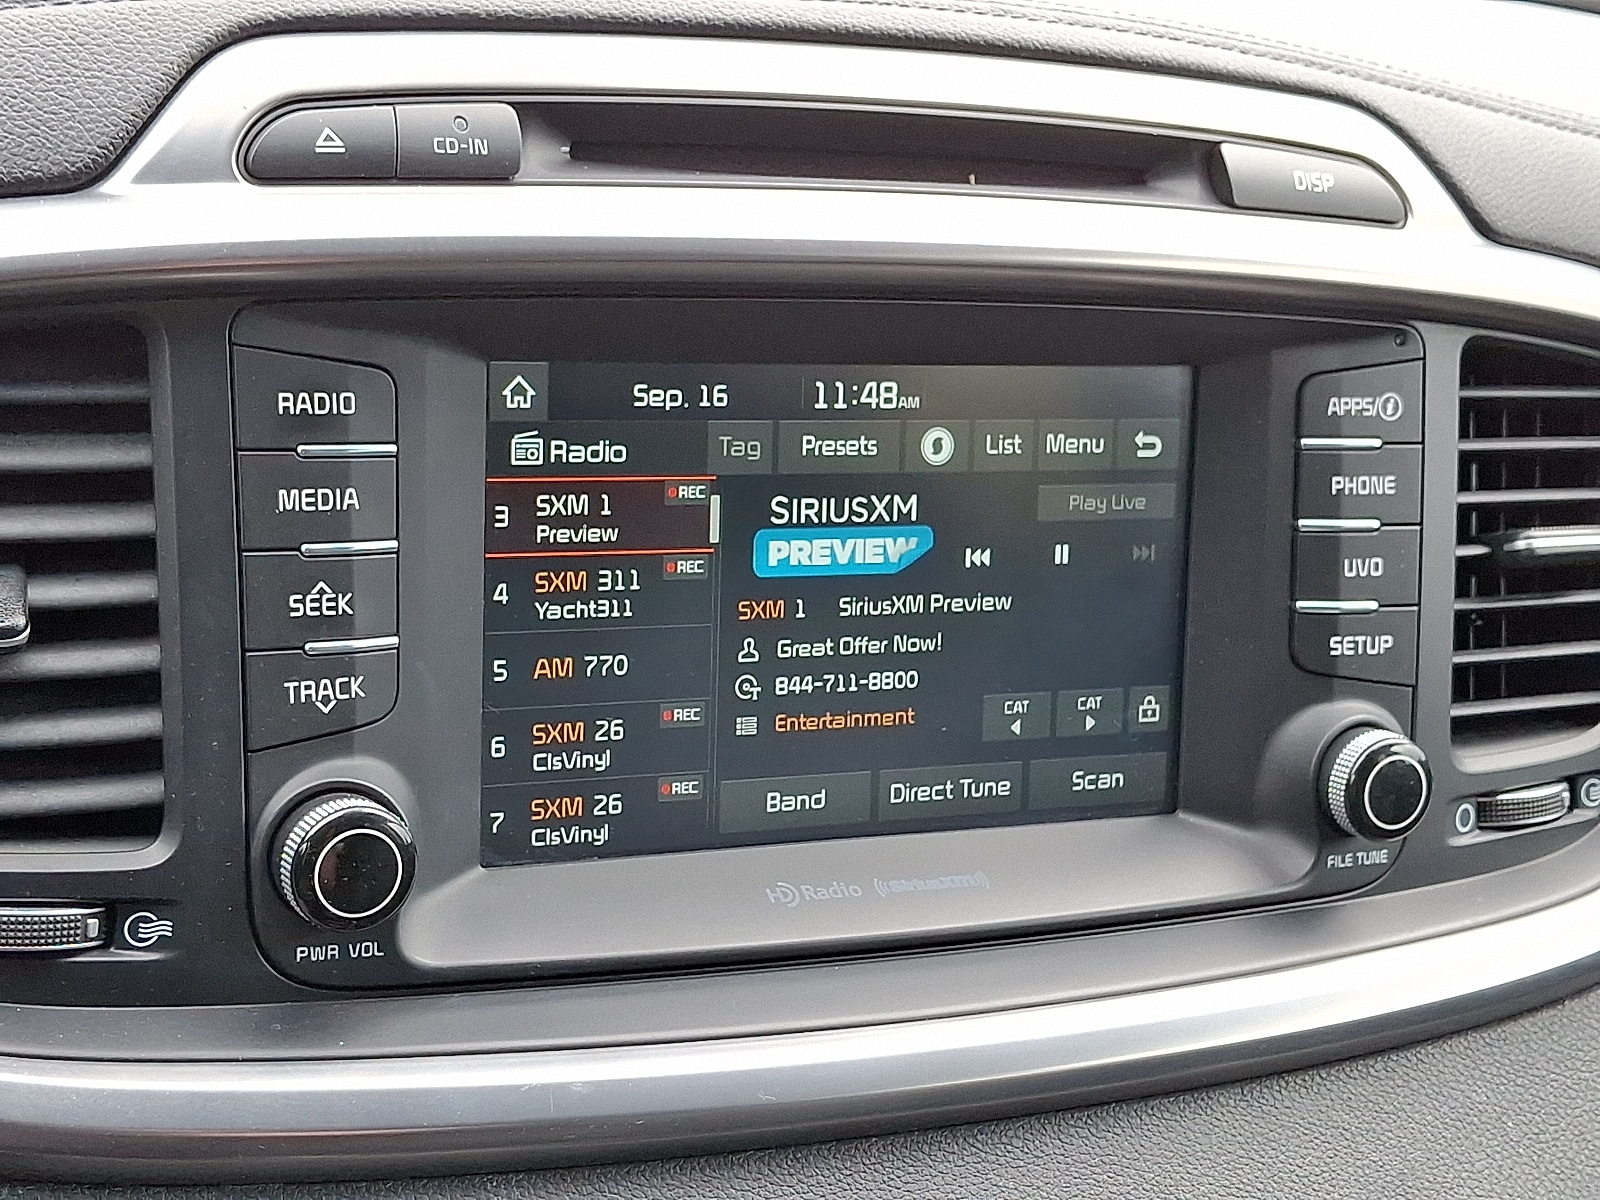 CD-IN
DISP
RADIO
MEDIA
SEEK
TRACK
PWR VOL
Sep. 16 11:48AM
Radio Tag Presets List Menu
3 SXM 1 REC
Preview
4 SXM 311 REC
Yacht311
5 AM 770
6 SXM 26 REC
ClsVinyl
7 SXM 26 REC
ClsVinyl
SIRIUSXM
PREVIEW
Play Live
SXM 1 SiriusXM Preview
Great Offer Now!
844-711-8800
Entertainment
CAT CAT
Band Direct Tune Scan
HD Radio ((SiriusXM))
APPS/i
PHONE
UVO
SETUP
FILE TUNE